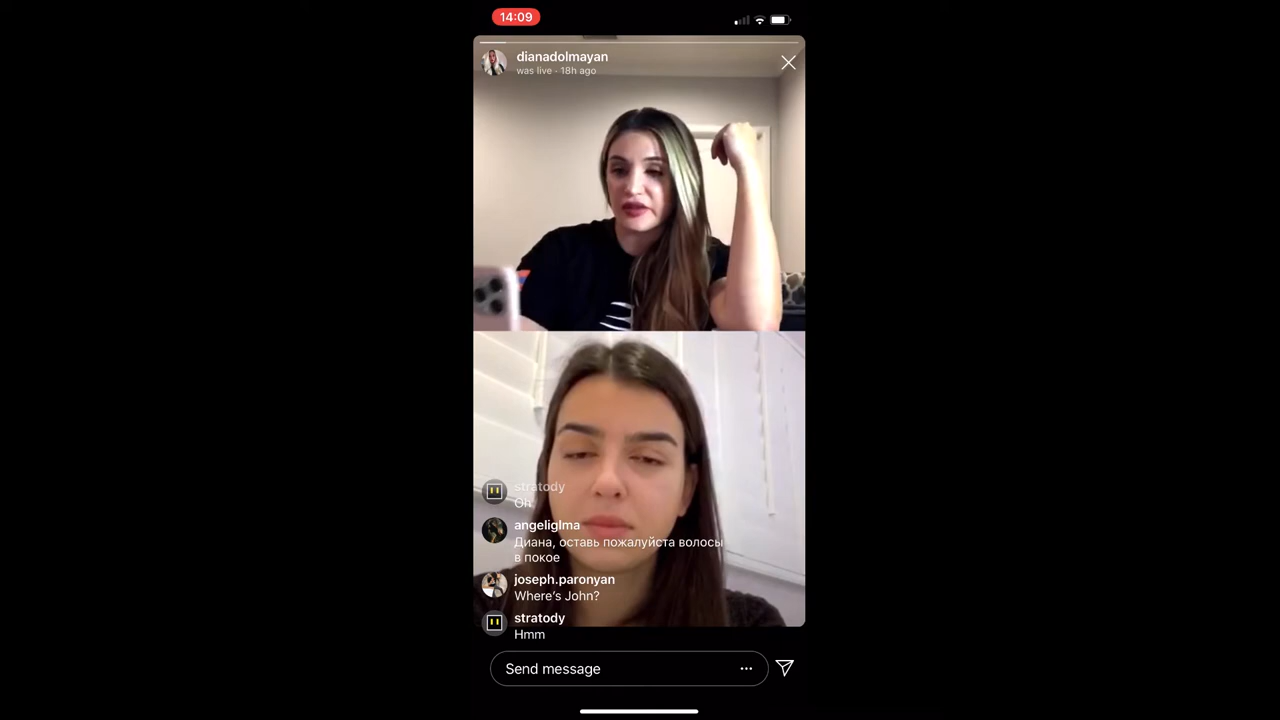 14:09
dianadolmayan
was live · 18h ago
stratody
Oh
angeliglma
Диана, оставь пожалуйста волосы
в покое
joseph.paronyan
Where's John?
stratody
Hmm
Send message